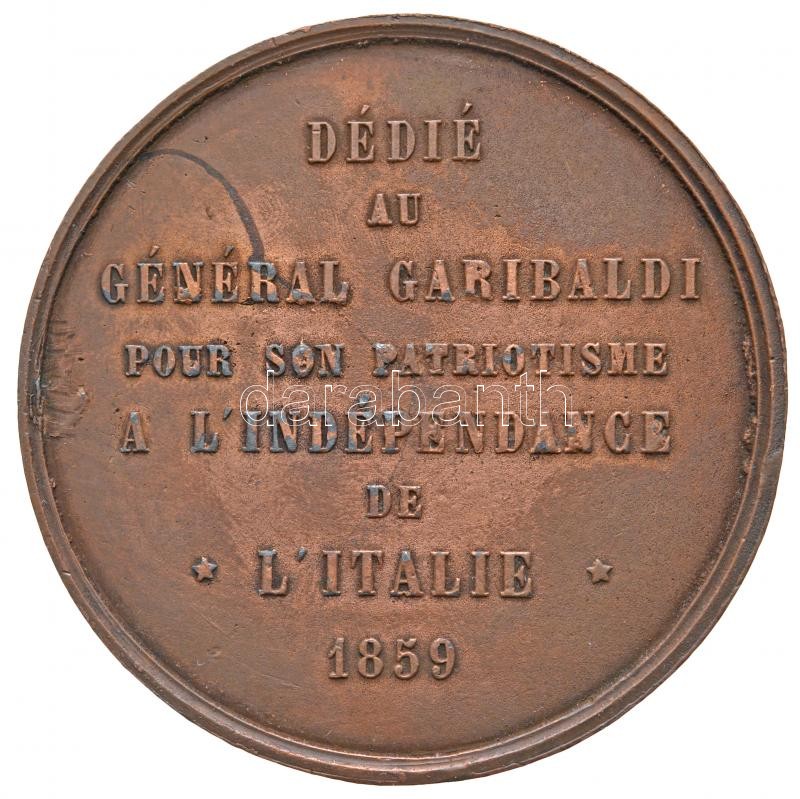 DÉDIÉ
AU
GÉNÉRAL GARIBALDI
POUR SON PATRIOTISME
darabanth
A L'INDÉPENDANCE
DE
L'ITALIE
1859